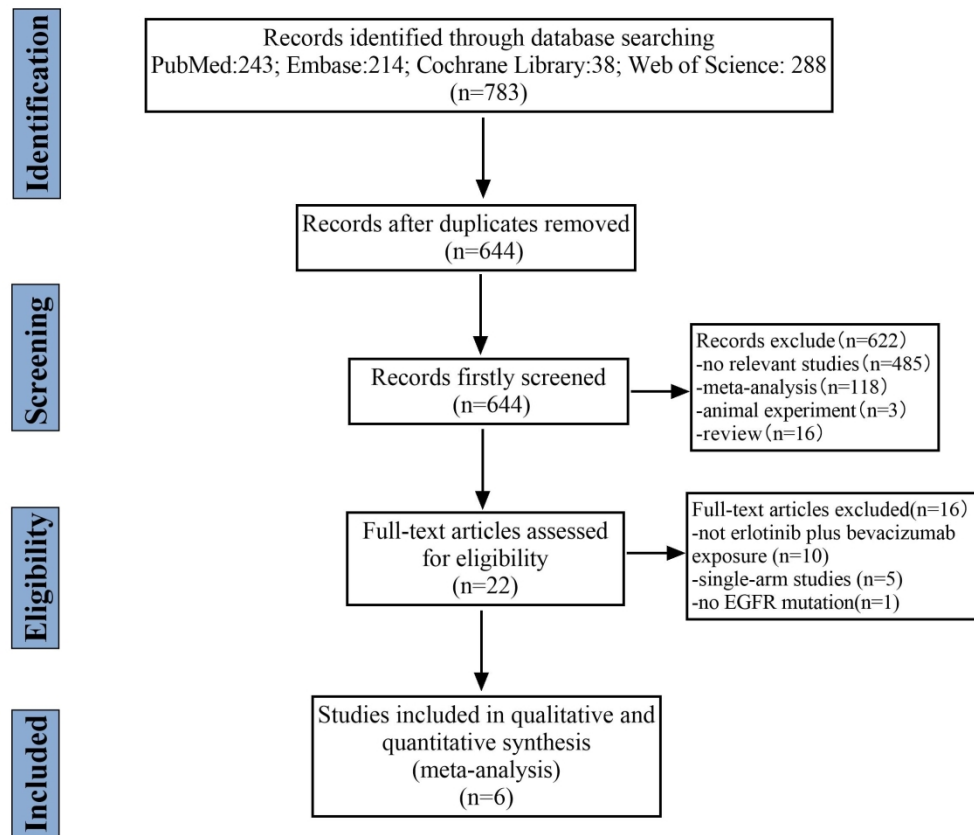 Identification
Records identified through database searching
PubMed:243; Embase:214; Cochrane Library:38; Web of Science: 288
(n=783)
Records after duplicates removed
(n=644)
Screening
Records firstly screened
(n=644)
Records exclude(n=622)
-no relevant studies(n=485)
-meta-analysis(n=118)
-animal experiment(n=3)
-review(n=16)
Eligibility
Full-text articles assessed
for eligibility
(n=22)
Full-text articles excluded(n=16)
-not erlotinib plus bevacizumab
exposure (n=10)
-single-arm studies (n=5)
-no EGFR mutation(n=1)
Included
Studies included in qualitative and
quantitative synthesis
(meta-analysis)
(n=6)